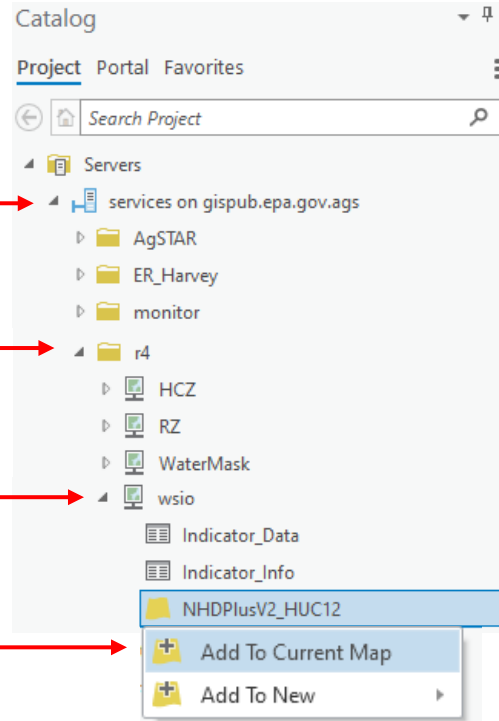 Catalog
Project Portal Favorites
Search Project
Servers
services on gispub.epa.gov.ags
AgSTAR
ER_Harvey
monitor
r4
HCZ
RZ
WaterMask
wsio
Indicator_Data
Indicator_Info
NHDPlusV2_HUC12
Add To Current Map
Add To New